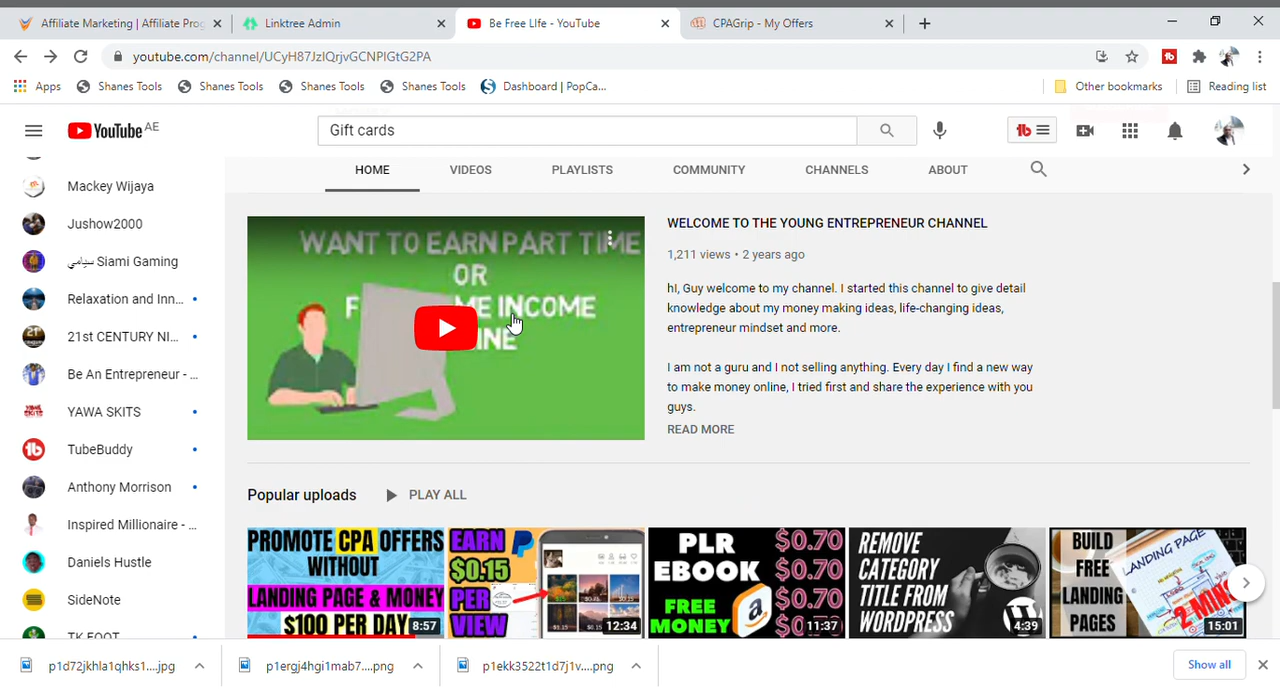 Affiliate Marketing | Affiliate Prog
Linktree Admin
Be Free LIfe - YouTube
CPAGrip - My Offers
youtube.com/channel/UCyH87JzIQrjvGCNPIGtG2PA
Apps
Shanes Tools
Shanes Tools
Shanes Tools
Shanes Tools
Dashboard | PopCa...
Other bookmarks
Reading list
YouTube AE
Gift cards
HOME
VIDEOS
PLAYLISTS
COMMUNITY
CHANNELS
ABOUT
Mackey Wijaya
Jushow2000
سيامي Siami Gaming
Relaxation and Inn...
21st CENTURY NI...
Be An Entrepreneur - ...
YAWA SKITS
TubeBuddy
Anthony Morrison
Inspired Millionaire - ...
Daniels Hustle
SideNote
TK FOOT
WANT TO EARN PART TIME
OR
INCOME
WELCOME TO THE YOUNG ENTREPRENEUR CHANNEL
1,211 views • 2 years ago
hI, Guy welcome to my channel. I started this channel to give detail
knowledge about my money making ideas, life-changing ideas,
entrepreneur mindset and more.
I am not a guru and I not selling anything. Every day I find a new way
to make money online, I tried first and share the experience with you
guys.
READ MORE
Popular uploads
PLAY ALL
PROMOTE CPA OFFERS
WITHOUT
LANDING PAGE & MONEY
$100 PER DAY
8:57
EARN
$0.15
PER
VIEW
12:34
PLR
EBOOK
FREE
MONEY
$0.70
$0.70
$0.70
11:37
REMOVE
CATEGORY
TITLE FROM
WORDPRESS
4:39
BUILD
FREE
LANDING
PAGES
LANDING PAGE
15:01
p1d72jkhla1qhks1....jpg
p1ergj4hgi1mab7....png
p1ekk3522t1d7j1v....png
Show all